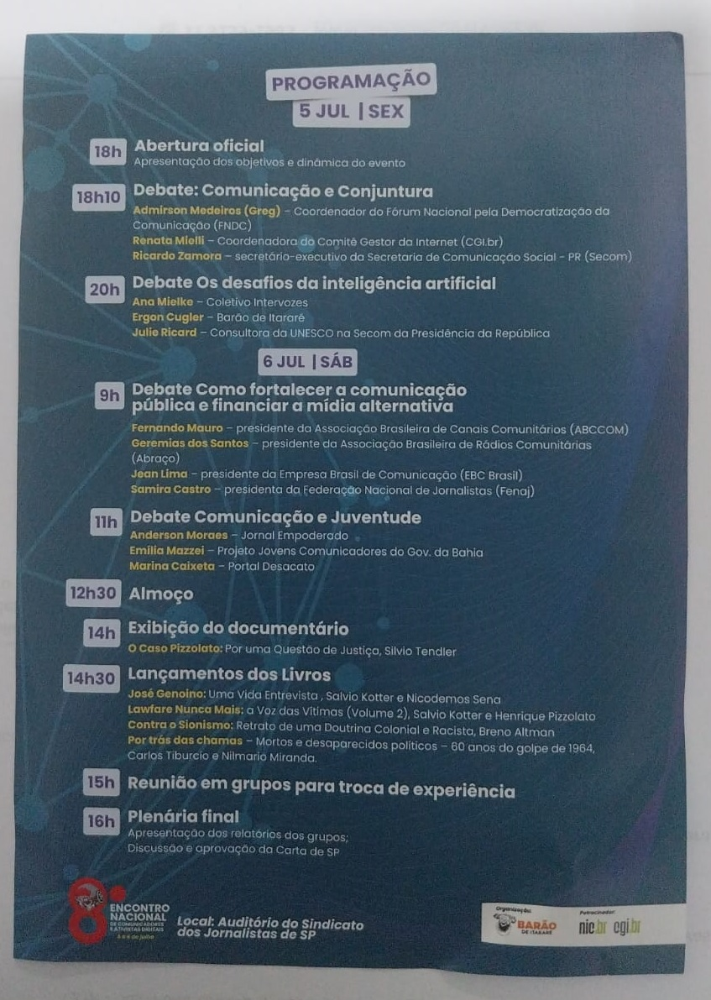 PROGRAMAÇÃO
5 JUL | SEX
18h Abertura oficial
Apresentação dos objetivos e dinâmica do evento
18h10 Debate: Comunicação e Conjuntura
Admirson Medeiros (Greg) – Coordenador do Fórum Nacional pela Democratização da
Comunicação (FNDC)
Renata Mielli – Coordenadora do Comitê Gestor da Internet (CGI.br)
Ricardo Zamora – secretário-executivo da Secretaria de Comunicação Social - PR (Secom)
20h Debate Os desafios da inteligência artificial
Ana Mielke – Coletivo Intervozes
Ergon Cugler – Barão de Itararé
Julie Ricard – Consultora da UNESCO na Secom da Presidência da República
6 JUL | SÁB
9h Debate Como fortalecer a comunicação
pública e financiar a mídia alternativa
Fernando Mauro – presidente da Associação Brasileira de Canais Comunitários (ABCCOM)
Geremias dos Santos – presidente da Associação Brasileira de Rádios Comunitárias
(Abraço)
Jean Lima – presidente da Empresa Brasil de Comunicação (EBC Brasil)
Samira Castro – presidenta da Federação Nacional de Jornalistas (Fenaj)
11h Debate Comunicação e Juventude
Anderson Moraes – Jornal Empoderado
Emília Mazzei – Projeto Jovens Comunicadores do Gov. da Bahia
Marina Caixeta – Portal Desacato
12h30 Almoço
14h Exibição do documentário
O Caso Pizzolato: Por uma Questão de Justiça, Silvio Tendler
14h30 Lançamentos dos Livros
José Genoino: Uma Vida Entrevista , Salvio Kotter e Nicodemos Sena
Lawfare Nunca Mais: a Voz das Vítimas (Volume 2), Salvio Kotter e Henrique Pizzolato
Contra o Sionismo: Retrato de uma Doutrina Colonial e Racista, Breno Altman
Por trás das chamas – Mortos e desaparecidos políticos – 60 anos do golpe de 1964,
Carlos Tiburcio e Nilmario Miranda.
15h Reunião em grupos para troca de experiência
16h Plenária final
Apresentação dos relatórios dos grupos;
Discussão e aprovação da Carta de SP
8º ENCONTRO
NACIONAL
DE COMUNICADORES
E ATIVISTAS DIGITAIS
5 a 6 de julho
Local: Auditório do Sindicato
dos Jornalistas de SP
Organização:
BARÃO
DE ITARARÉ
Patrocinador:
nic.br cgi.br